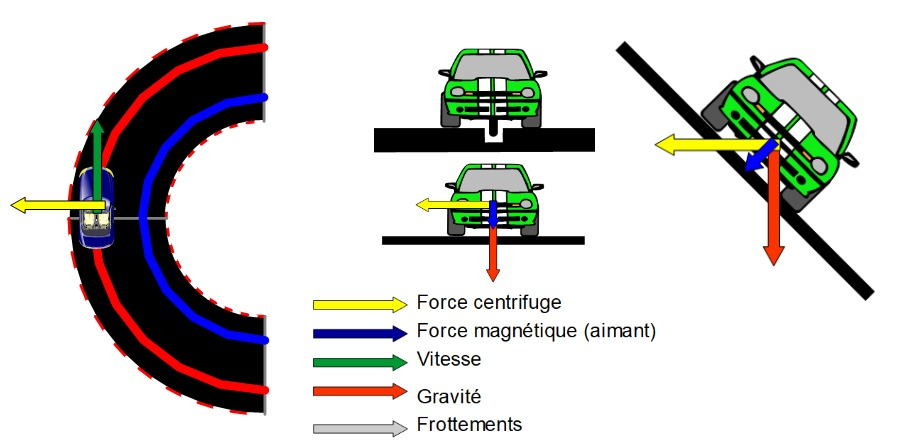 Force centrifuge
Force magnétique (aimant)
Vitesse
Gravité
Frottements